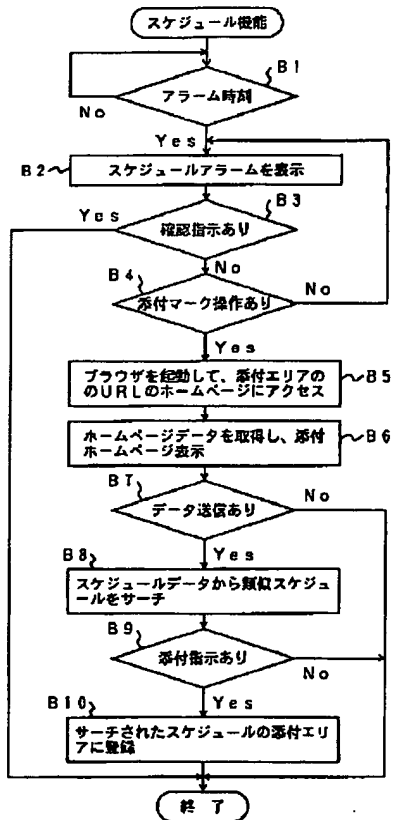 スケジュール機能
B1
アラーム時刻
No
Yes
B2
スケジュールアラームを表示
B3
Yes
確認指示あり
No
B4
No
添付マーク操作あり
Yes
ブラウザを起動して、添付エリアの
のURLのホームページにアクセス
B5
ホームページデータを取得し、添付
ホームページ表示
B6
B7
No
データ送信あり
Yes
B8
スケジュールデータから類似スケジュ
ールをサーチ
B9
添付指示あり
No
Yes
B10
サーチされたスケジュールの添付エリ
アに登録
終了